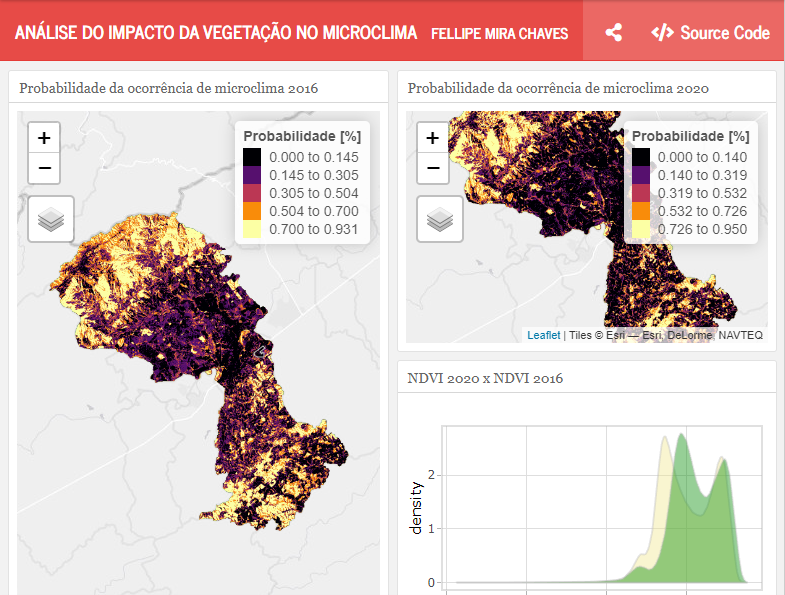 ANÁLISE DO IMPACTO DA VEGETAÇÃO NO MICROCLIMA FELLIPE MIRA CHAVES Source Code
Probabilidade da ocorrência de microclima 2016
+
−
Probabilidade [%]
0.000 to 0.145
0.145 to 0.305
0.305 to 0.504
0.504 to 0.700
0.700 to 0.931
Probabilidade da ocorrência de microclima 2020
+
−
Probabilidade [%]
0.000 to 0.140
0.140 to 0.319
0.319 to 0.532
0.532 to 0.726
0.726 to 0.950
Leaflet | Tiles © Esri — Esri, DeLorme, NAVTEQ
NDVI 2020 x NDVI 2016
density
2
1
0